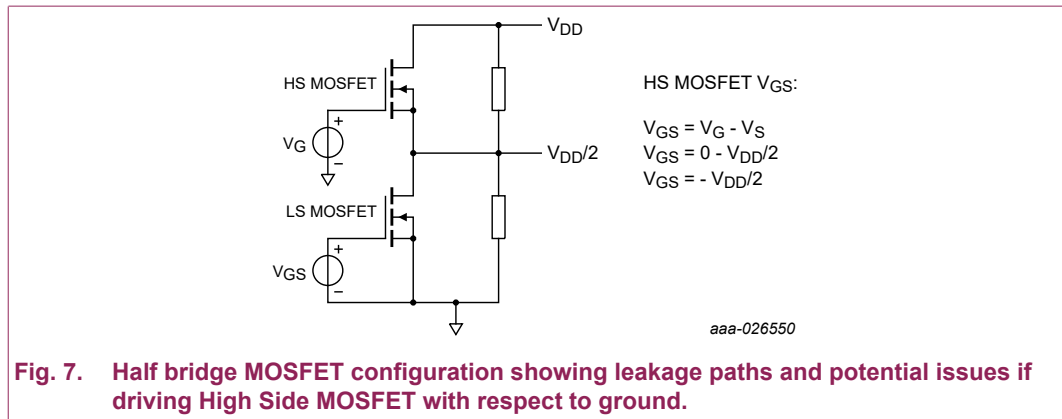 VDD
HS MOSFET
HS MOSFET VGS:
+
VG
−
VGS = VG - VS
VGS = 0 - VDD/2
VGS = - VDD/2
VDD/2
LS MOSFET
+
VGS
−
aaa-026550
Fig. 7. Half bridge MOSFET configuration showing leakage paths and potential issues if
driving High Side MOSFET with respect to ground.